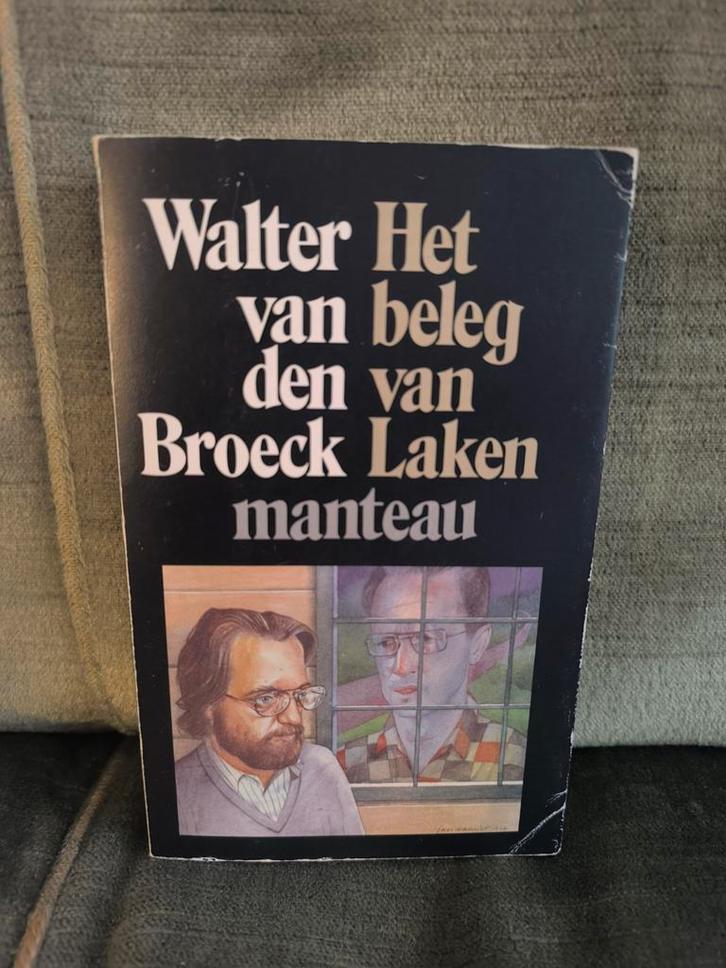 Walter
van
den
Broeck
Het
beleg
van
Laken
manteau